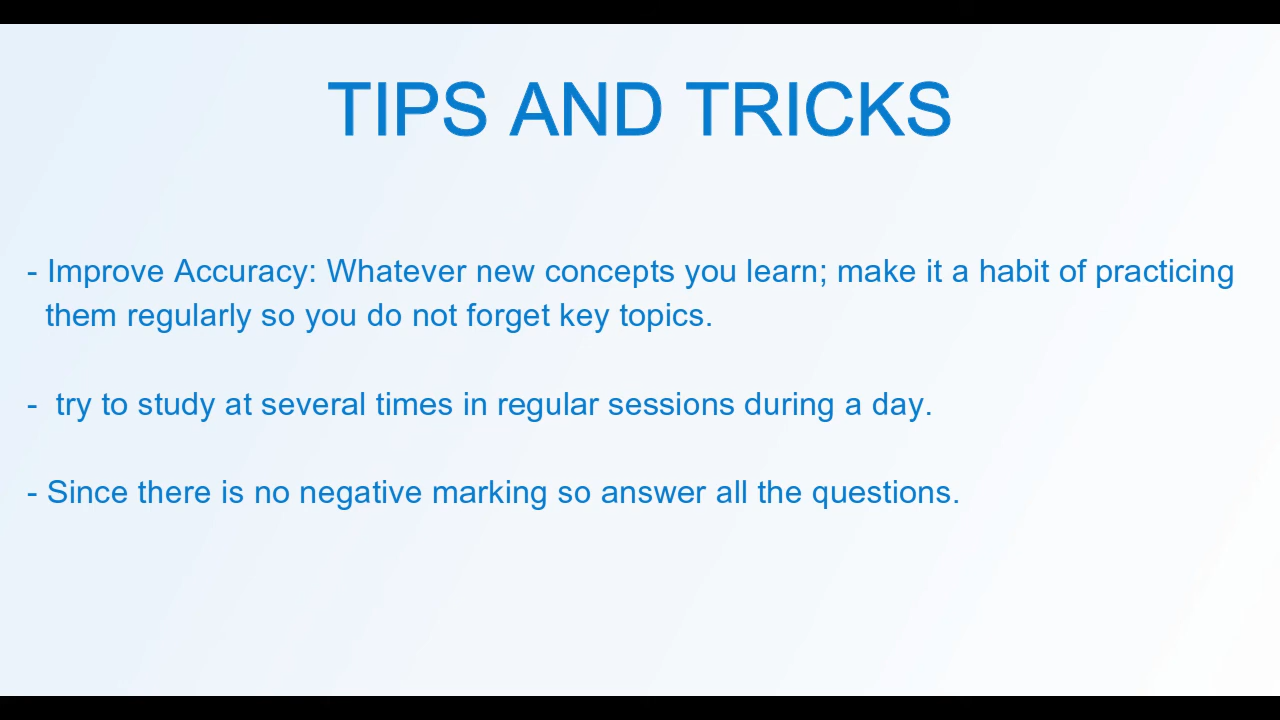 TIPS AND TRICKS
- Improve Accuracy: Whatever new concepts you learn; make it a habit of practicing
them regularly so you do not forget key topics.
- try to study at several times in regular sessions during a day.
- Since there is no negative marking so answer all the questions.